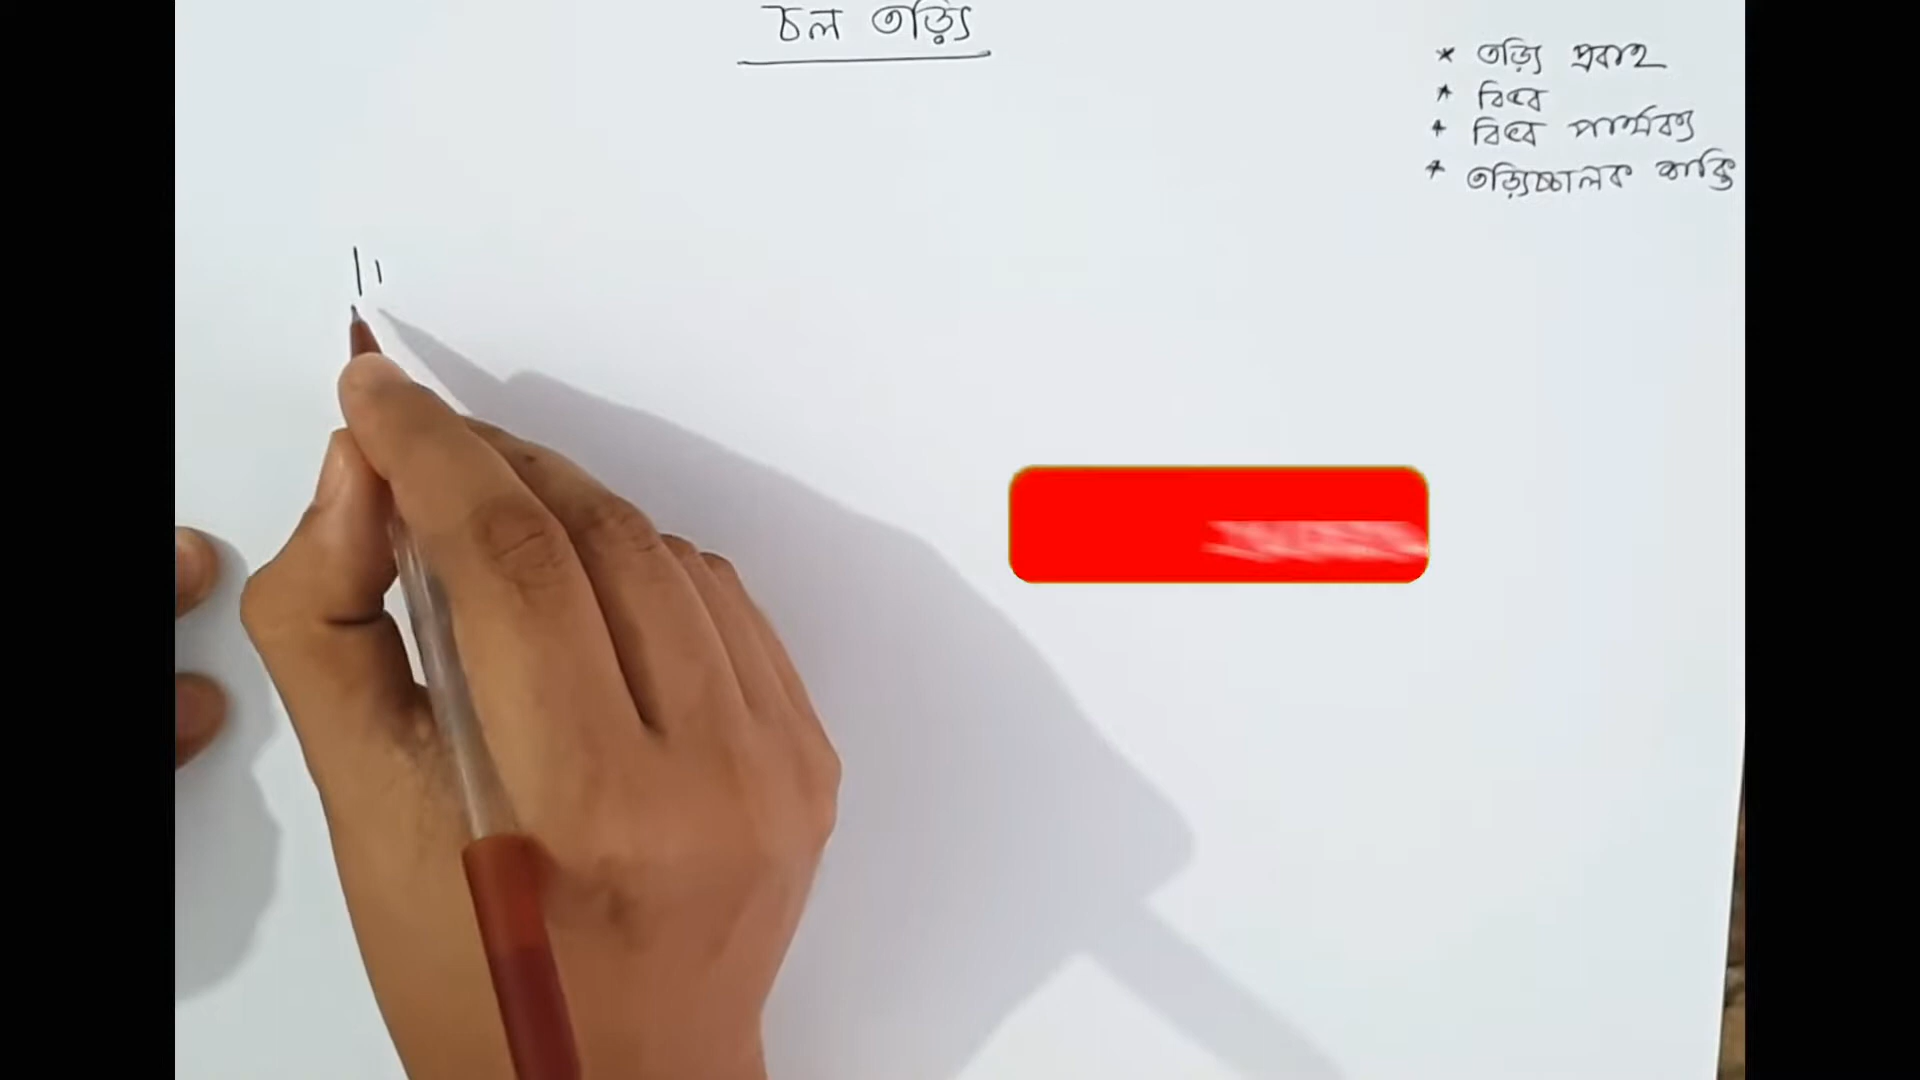 চল তড়িৎ
* তড়িৎ প্রবাহ
* বিভব
* বিভব পার্থক্য
* তড়িচ্চালক শক্তি